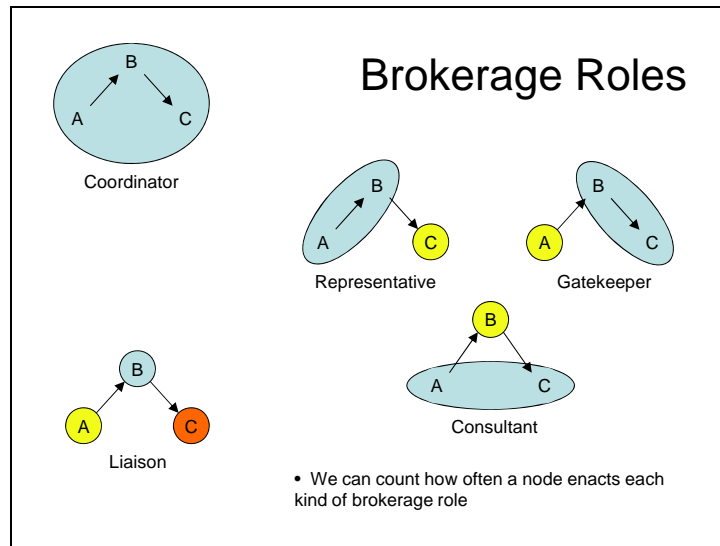 Brokerage Roles
B
A
C
Coordinator
B
A
C
Representative
B
A
C
Gatekeeper
B
A
C
Consultant
B
A
C
Liaison
• We can count how often a node enacts each
kind of brokerage role